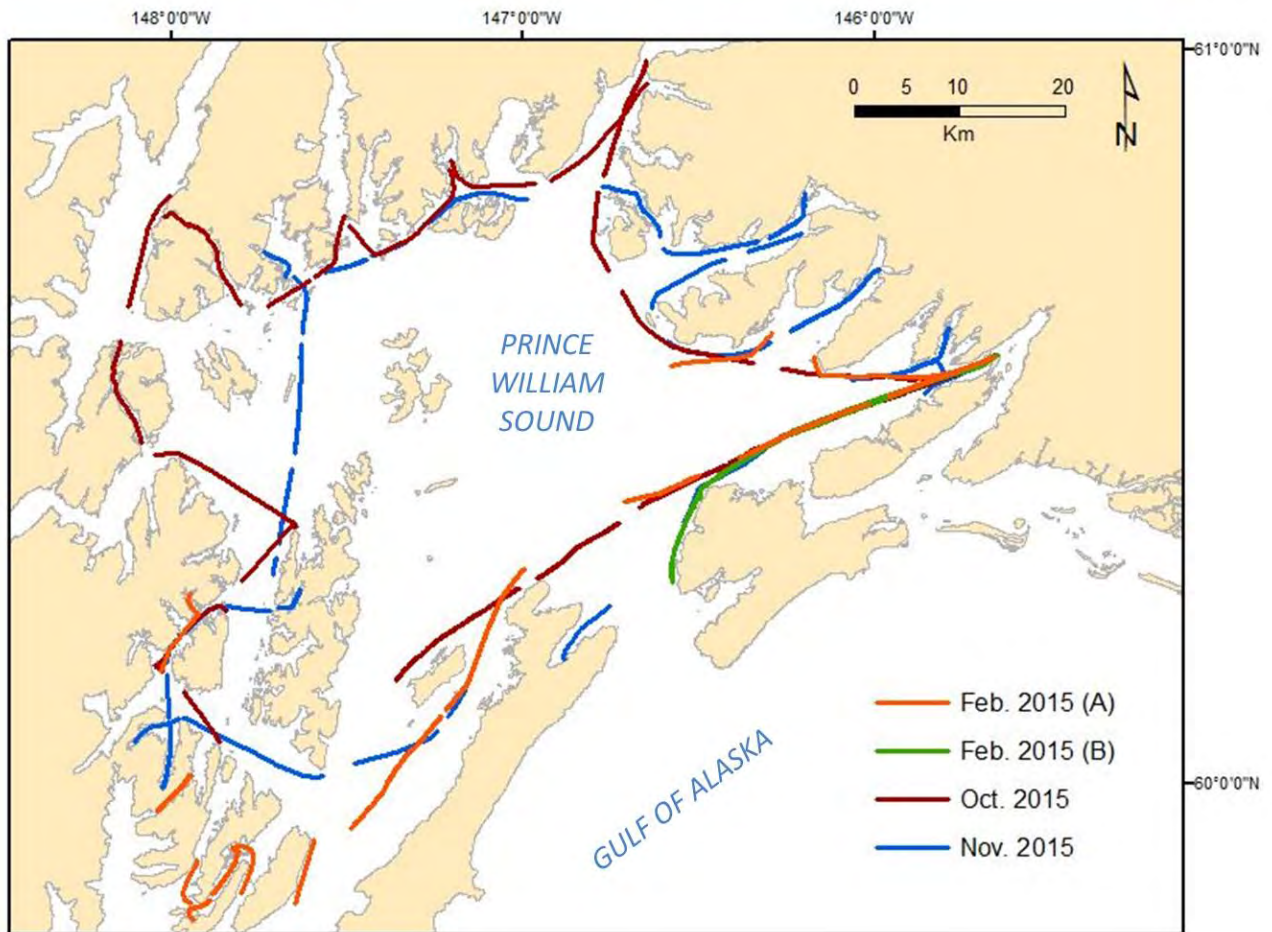 148°0'0"W 147°0'0"W 146°0'0"W
61°0'0"N
0 5 10 20
Km
N
PRINCE
WILLIAM
SOUND
Feb. 2015 (A)
Feb. 2015 (B)
Oct. 2015
Nov. 2015
60°0'0"N
GULF OF ALASKA